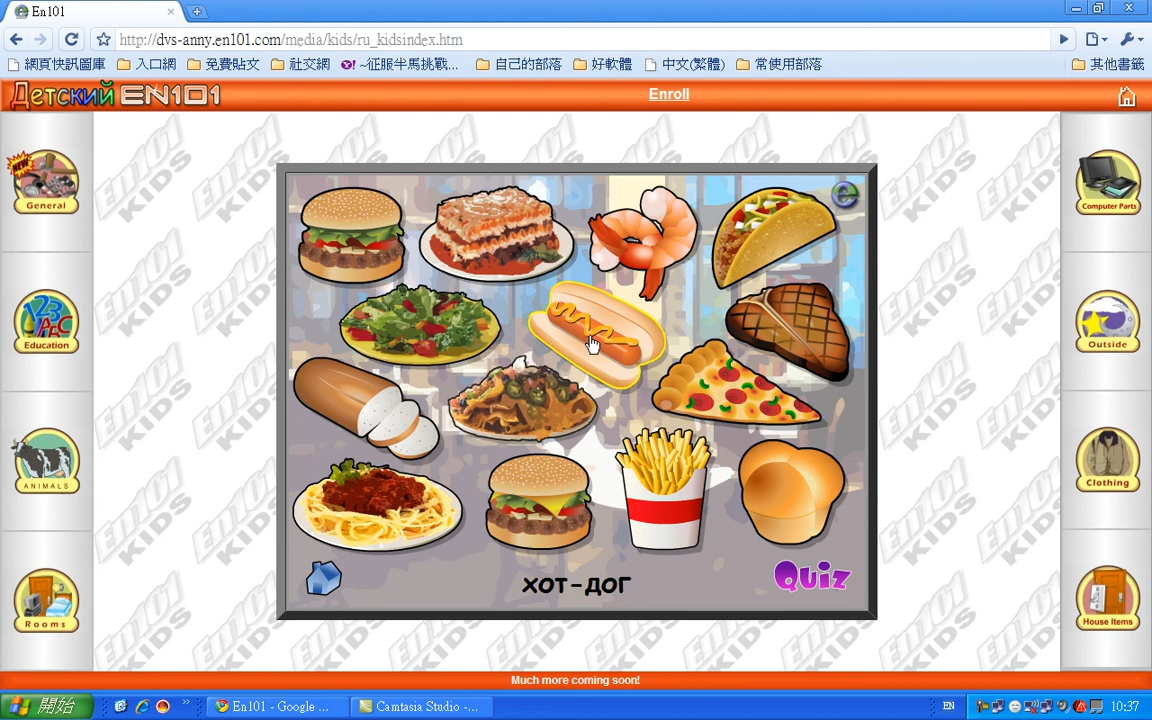 En101
http://dvs-anny.en101.com/media/kids/ru_kidsindex.htm
網頁快訊圖庫 入口網 免費貼文 社交網 ~征服半馬挑戰... 自己的部落 好軟體 中文(繁體) 常使用部落 其他書籤
Детский EN101 Enroll
NEW
General
Education
ANIMALS
Rooms
Computer Parts
Outside
Clothing
House Items
En101 KIDS
ХОТ-ДОГ
Quiz
Much more coming soon!
開始 En101 - Google ... Camtasia Studio -... EN 10:37